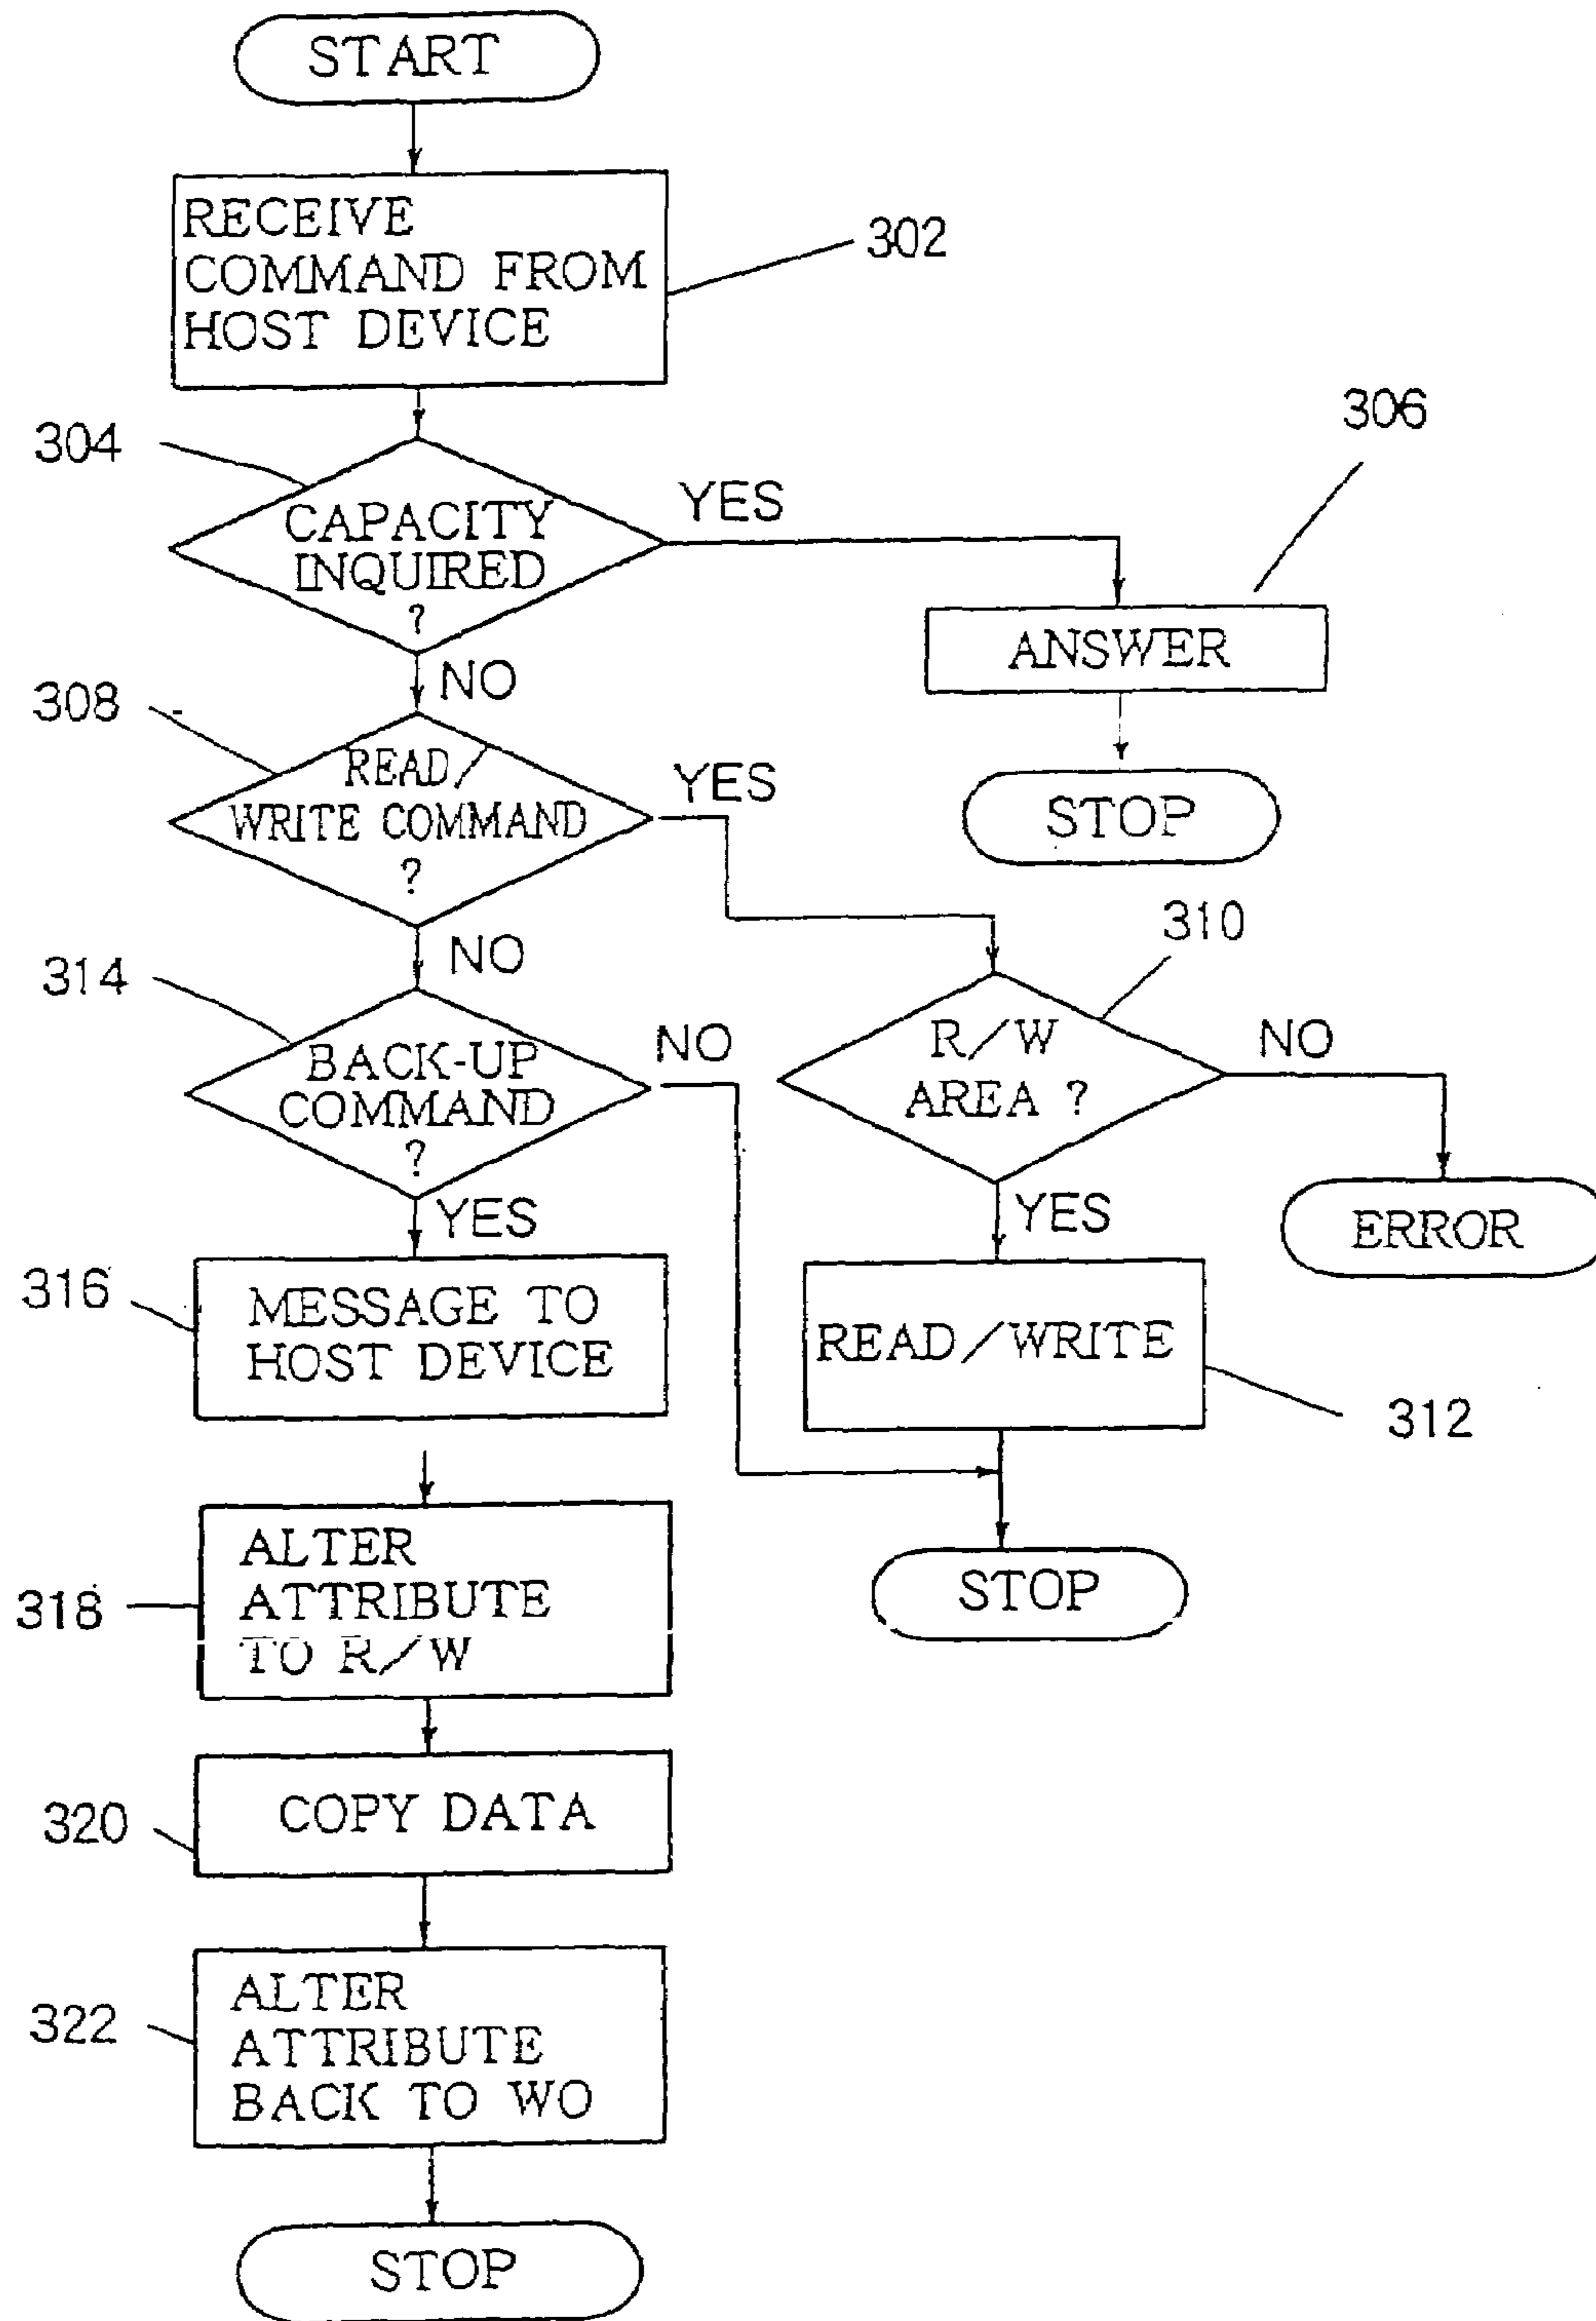 START
RECEIVE
COMMAND FROM
HOST DEVICE
302
304
CAPACITY
INQUIRED
?
YES
306
ANSWER
NO
STOP
308
READ/
WRITE COMMAND
?
YES
NO
310
R/W
AREA ?
NO
ERROR
YES
READ/WRITE
312
STOP
314
BACK-UP
COMMAND
?
NO
YES
316
MESSAGE TO
HOST DEVICE
318
ALTER
ATTRIBUTE
TO R/W
320
COPY DATA
322
ALTER
ATTRIBUTE
BACK TO WO
STOP